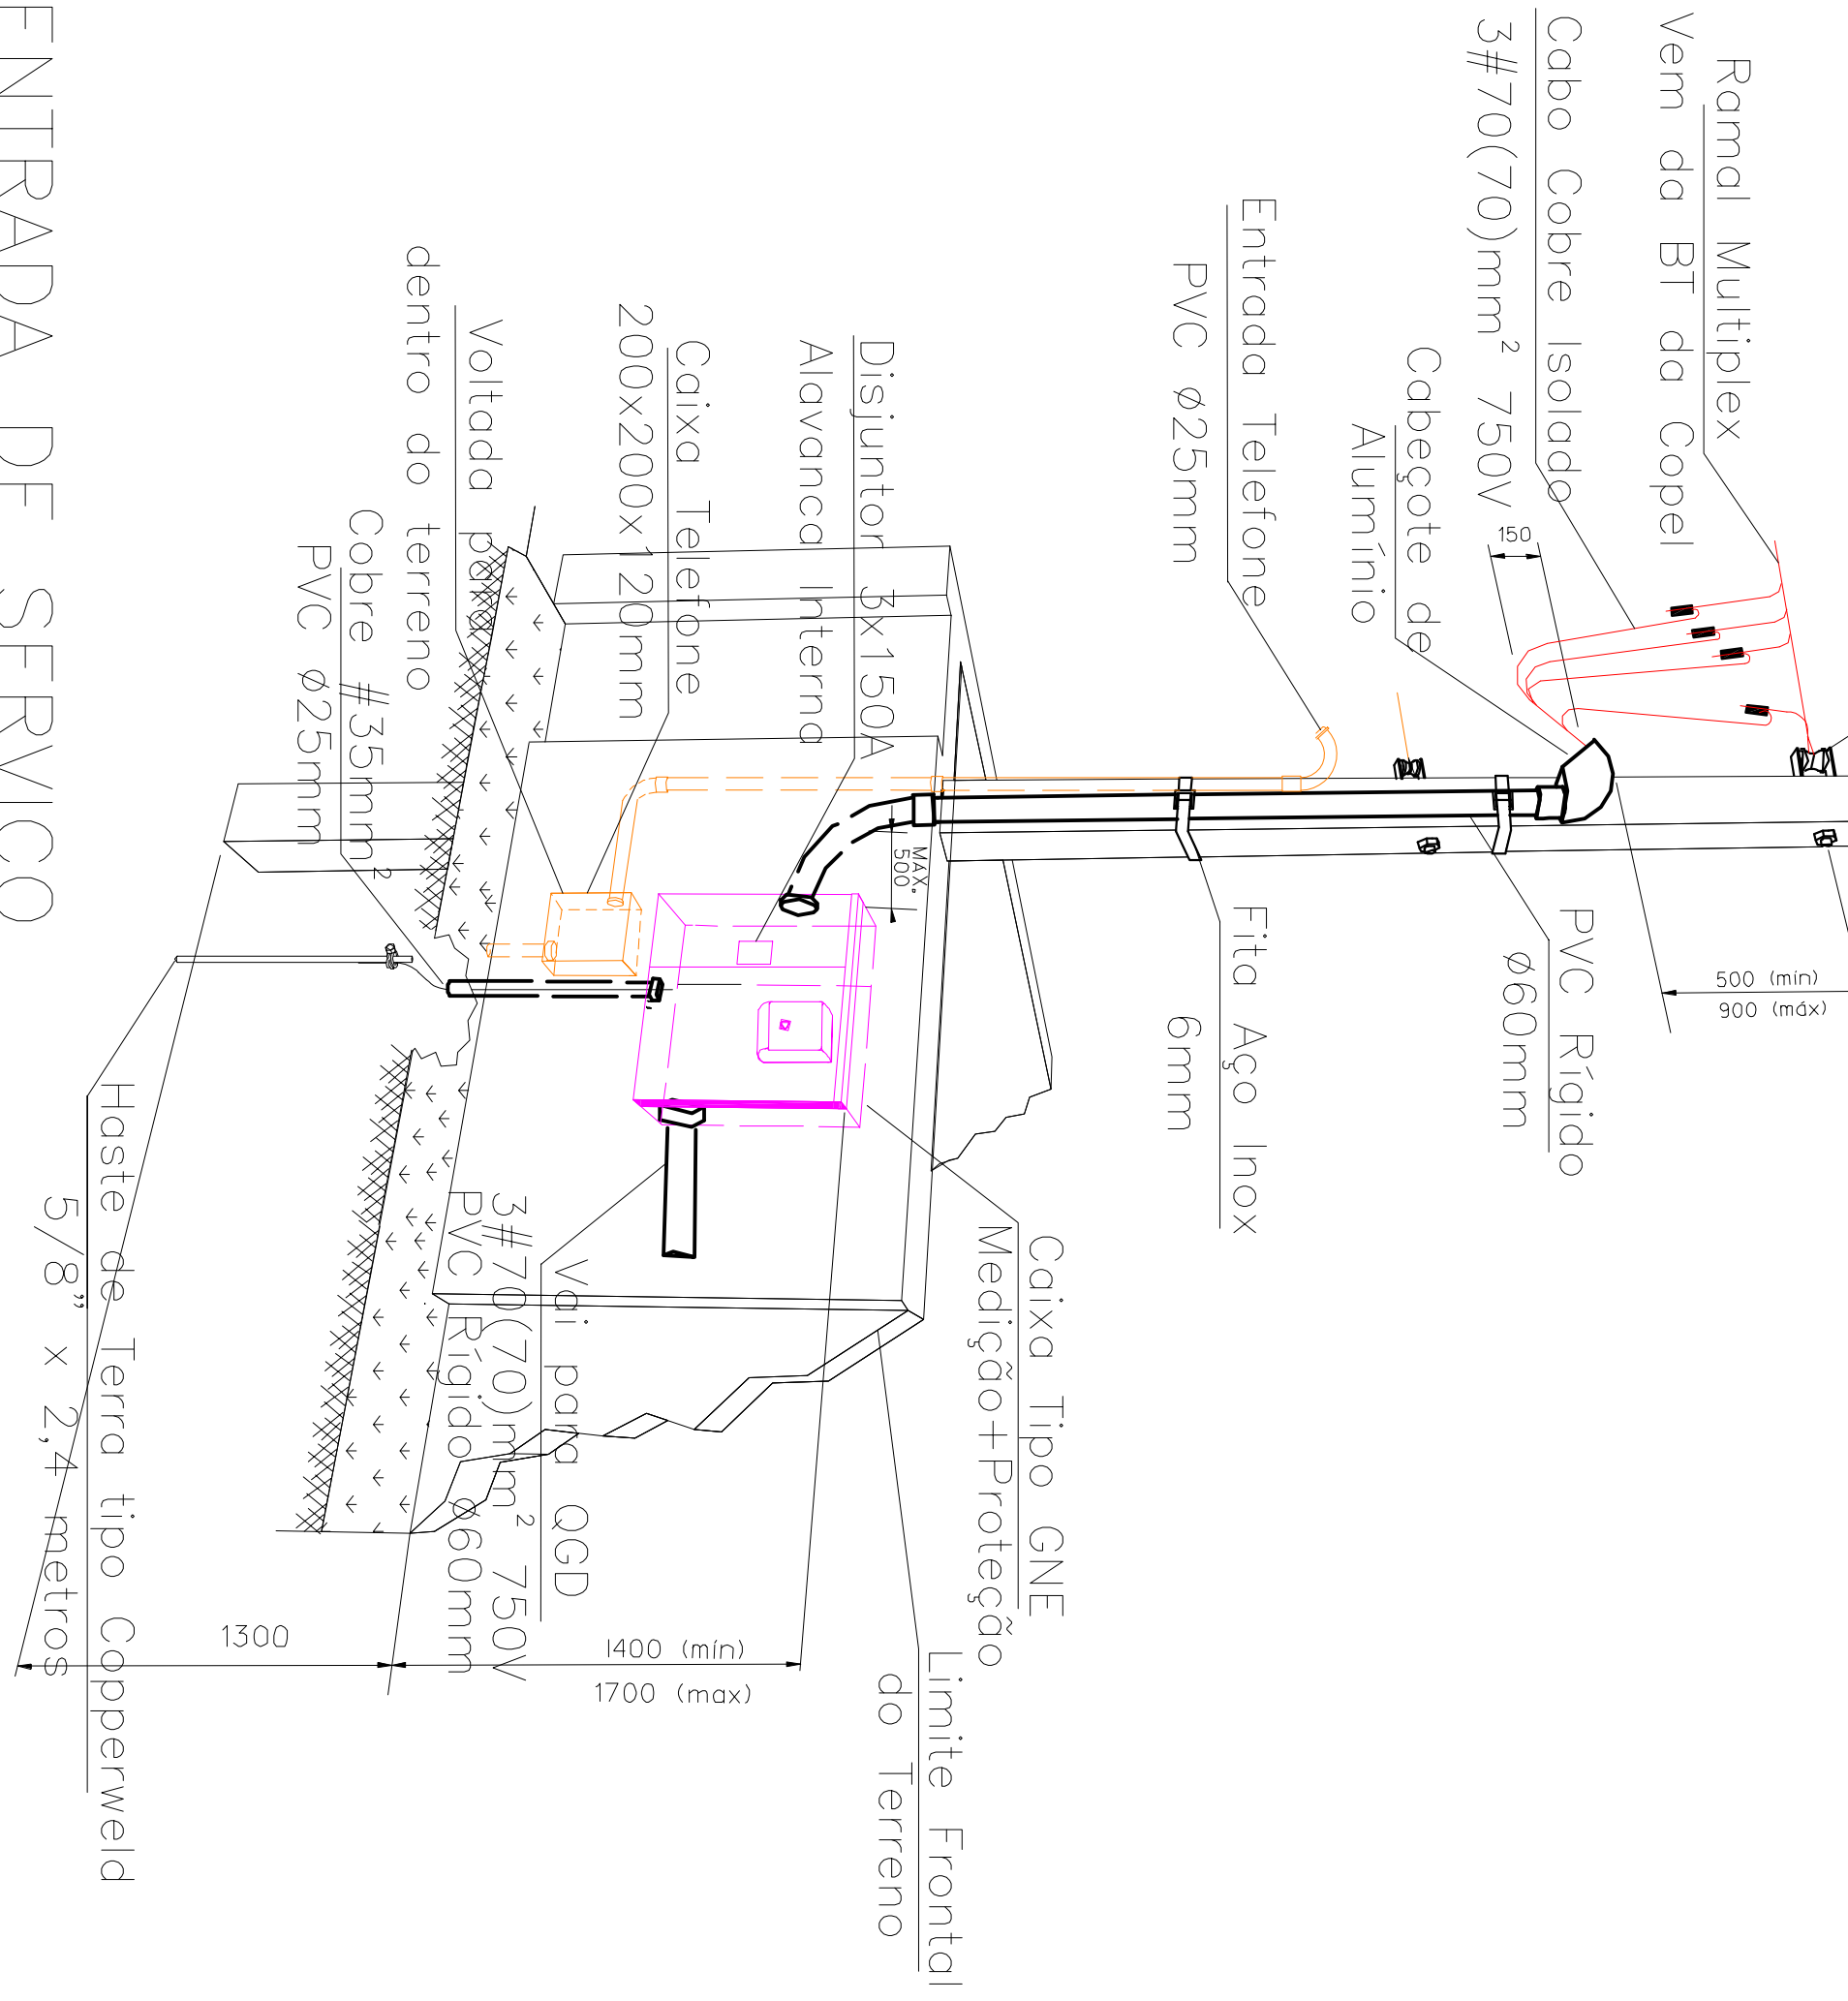 Ramal Multiplex
Vem da BT da Copel
Cabo Cobre Isolado
3#70(70)mm² 750V
150
Cabeçote de
Alumínio
Entrada Telefone
PVC ø25mm
Disjuntor 3x150A
Alavanca Interna
Caixa Telefone
200x200x120mm
Voltada para
dentro do terreno
Cobre #35mm²
PVC ø25mm
500 (min)
900 (máx)
PVC Rígido
ø60mm
Fita Aço Inox
6mm
MÁX.
500
Caixa Tipo GNE
Medição+Proteção
Limite Frontal
do Terreno
Vai para QGD
3#70(70)mm² 750V
PVC Rígido ø60mm
1400 (mín)
1700 (max)
1300
Haste de Terra tipo Copperweld
5/8" x 2,4 metros
ENTRADA DE SERVICO